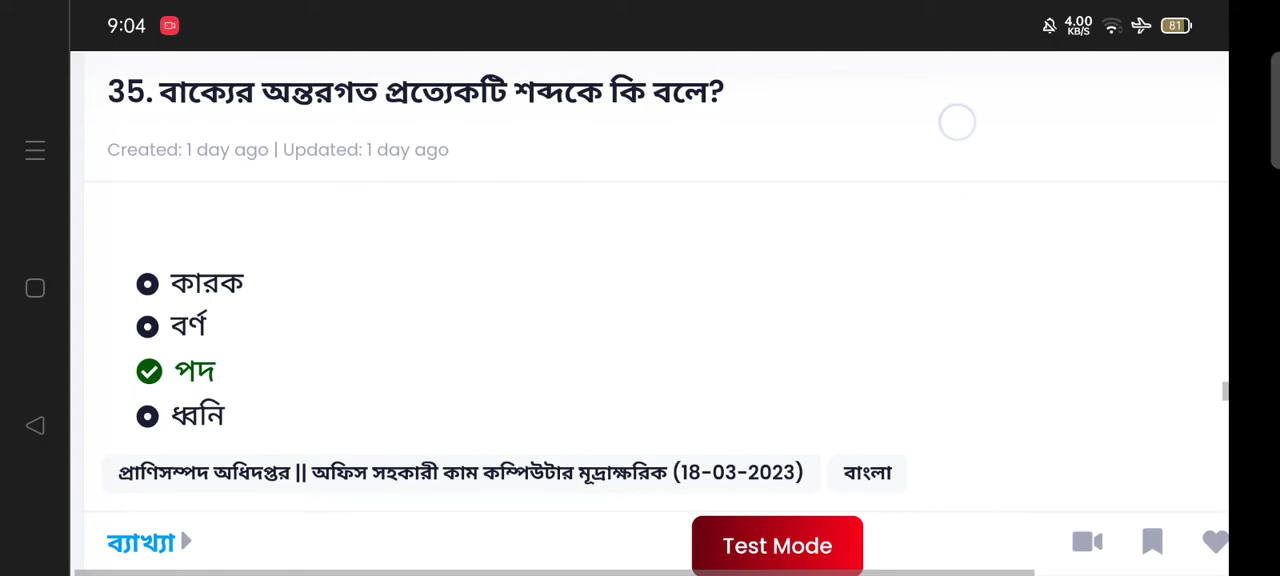 9:04
4.00
KB/S
81
35. বাক্যের অন্তরগত প্রত্যেকটি শব্দকে কি বলে?
Created: 1 day ago | Updated: 1 day ago
কারক
বর্ণ
পদ
ধ্বনি
প্রাণিসম্পদ অধিদপ্তর || অফিস সহকারী কাম কম্পিউটার মূদ্রাক্ষরিক (18-03-2023)
বাংলা
ব্যাখ্যা
Test Mode